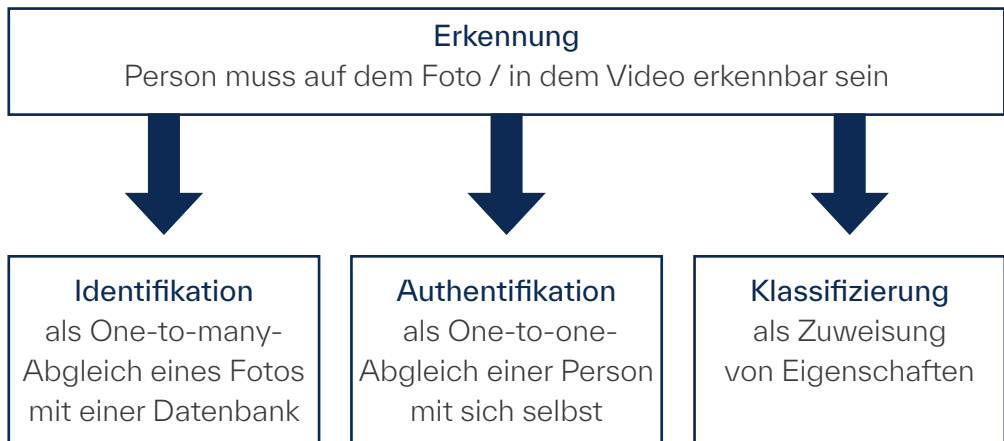 Erkennung
Person muss auf dem Foto / in dem Video erkennbar sein
Identifikation
als One-to-many-
Abgleich eines Fotos
mit einer Datenbank
Authentifikation
als One-to-one-
Abgleich einer Person
mit sich selbst
Klassifizierung
als Zuweisung
von Eigenschaften